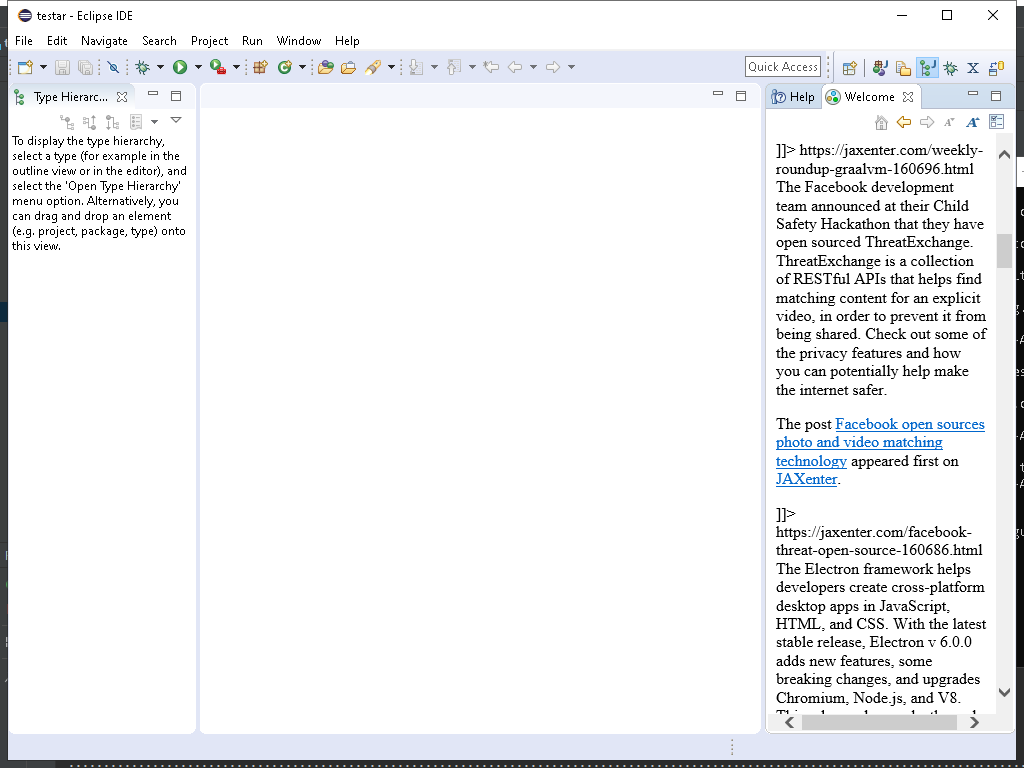 testar - Eclipse IDE
File Edit Navigate Search Project Run Window Help
Quick Access
Type Hierarc...
Help
Welcome
To display the type hierarchy,
select a type (for example in the
outline view or in the editor), and
select the 'Open Type Hierarchy'
menu option. Alternatively, you
can drag and drop an element
(e.g. project, package, type) onto
this view.
]]> https://jaxenter.com/weekly-
roundup-graalvm-160696.html
The Facebook development
team announced at their Child
Safety Hackathon that they have
open sourced ThreatExchange.
ThreatExchange is a collection
of RESTful APIs that helps find
matching content for an explicit
video, in order to prevent it from
being shared. Check out some of
the privacy features and how
you can potentially help make
the internet safer.
The post Facebook open sources
photo and video matching
technology appeared first on
JAXenter.
]]>
https://jaxenter.com/facebook-
threat-open-source-160686.html
The Electron framework helps
developers create cross-platform
desktop apps in JavaScript,
HTML, and CSS. With the latest
stable release, Electron v 6.0.0
adds new features, some
breaking changes, and upgrades
Chromium, Node.js, and V8.